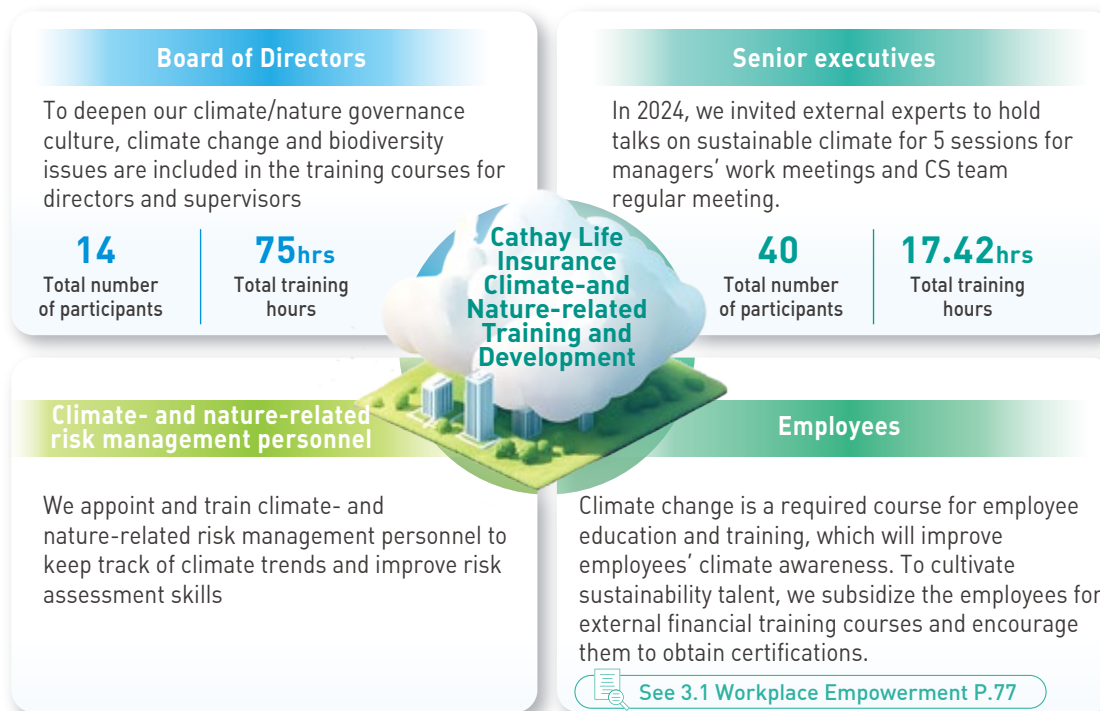 Board of Directors
To deepen our climate/nature governance
culture, climate change and biodiversity
issues are included in the training courses for
directors and supervisors
14
Total number
of participants
75hrs
Total training
hours
Senior executives
In 2024, we invited external experts to hold
talks on sustainable climate for 5 sessions for
managers’ work meetings and CS team
regular meeting.
40
Total number
of participants
17.42hrs
Total training
hours
Cathay Life
Insurance
Climate-and
Nature-related
Training and
Development
Climate- and nature-related
risk management personnel
We appoint and train climate- and
nature-related risk management personnel to
keep track of climate trends and improve risk
assessment skills
Employees
Climate change is a required course for employee
education and training, which will improve
employees’ climate awareness. To cultivate
sustainability talent, we subsidize the employees for
external financial training courses and encourage
them to obtain certifications.
See 3.1 Workplace Empowerment P.77